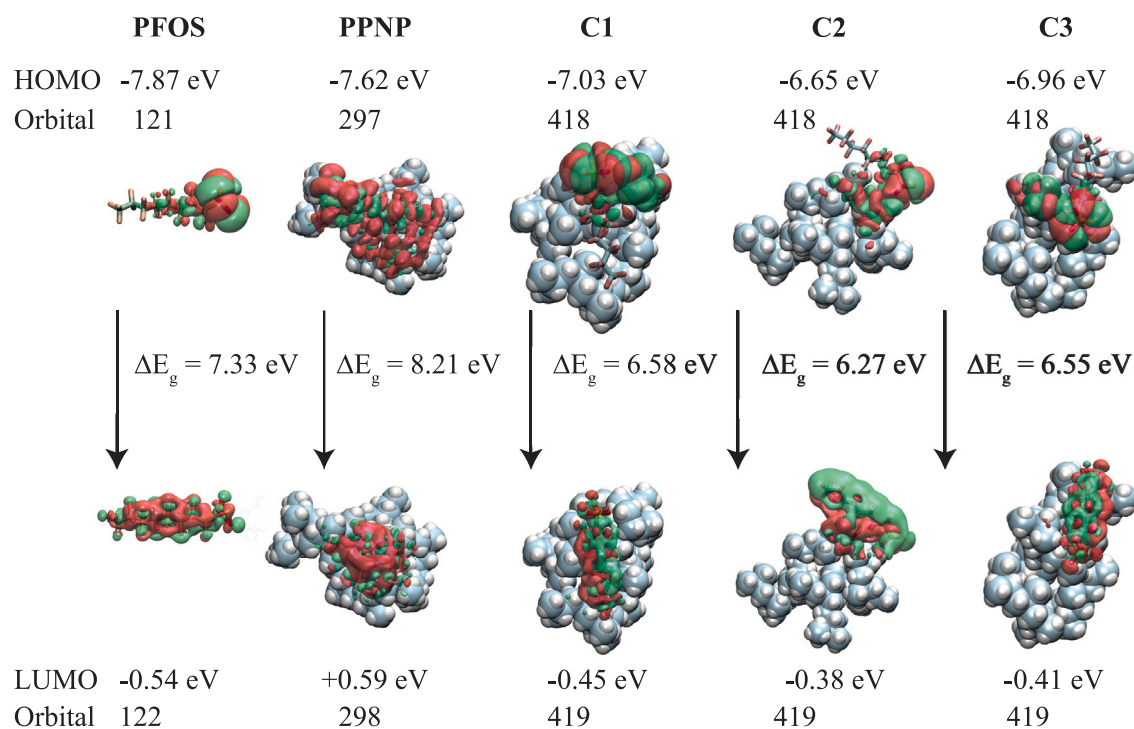 PFOS PPNP C1 C2 C3
HOMO -7.87 eV -7.62 eV -7.03 eV -6.65 eV -6.96 eV
Orbital 121 297 418 418 418
ΔEg = 7.33 eV ΔEg = 8.21 eV ΔEg = 6.58 eV ΔEg = 6.27 eV ΔEg = 6.55 eV
LUMO -0.54 eV +0.59 eV -0.45 eV -0.38 eV -0.41 eV
Orbital 122 298 419 419 419